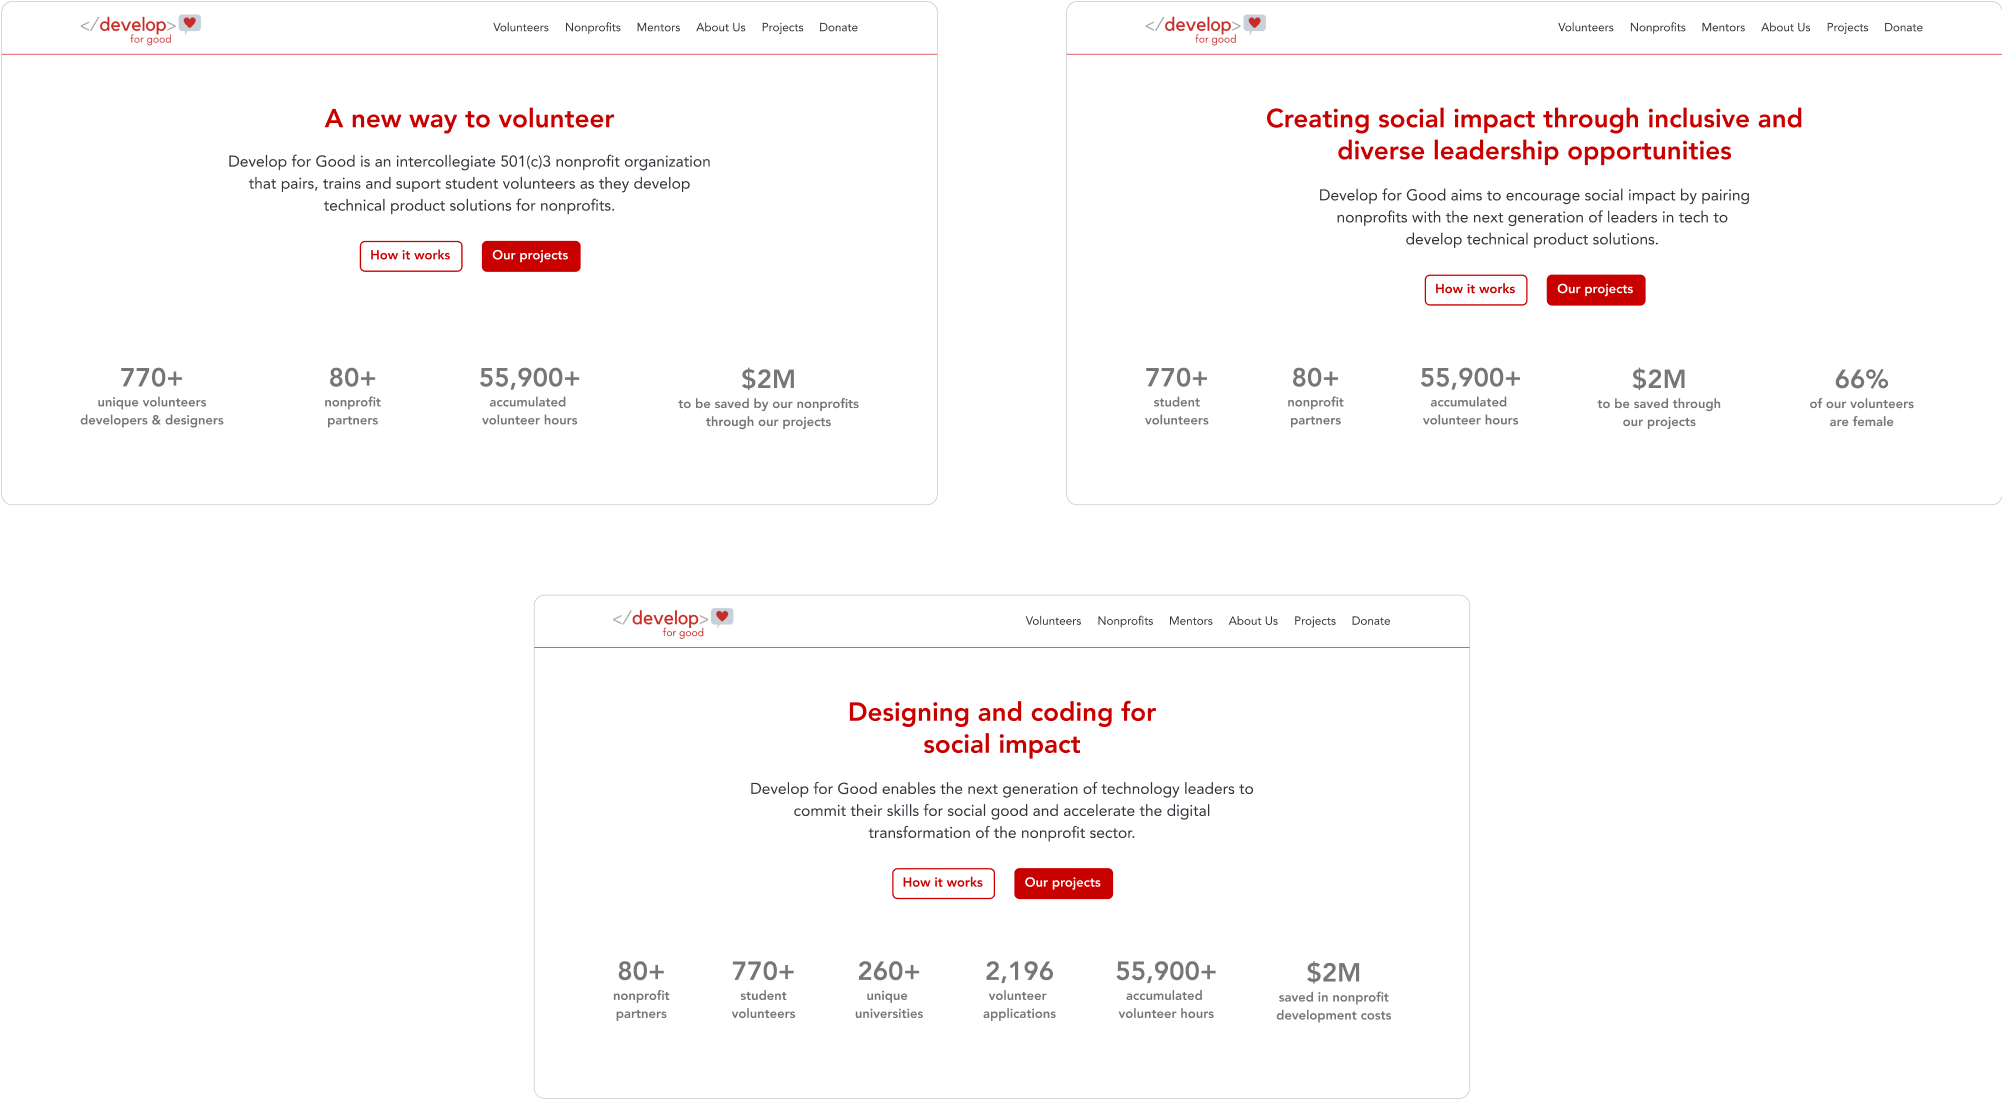 </develop>
for good
Volunteers Nonprofits Mentors About Us Projects Donate
A new way to volunteer
Develop for Good is an intercollegiate 501(c)3 nonprofit organization
that pairs, trains and suport student volunteers as they develop
technical product solutions for nonprofits.
How it works Our projects
770+ 80+ 55,900+ $2M
unique volunteers nonprofit accumulated to be saved by our nonprofits
developers & designers partners volunteer hours through our projects
</develop>
for good
Volunteers Nonprofits Mentors About Us Projects Donate
Creating social impact through inclusive and
diverse leadership opportunities
Develop for Good aims to encourage social impact by pairing
nonprofits with the next generation of leaders in tech to
develop technical product solutions.
How it works Our projects
770+ 80+ 55,900+ $2M 66%
student nonprofit accumulated to be saved through of our volunteers
volunteers partners volunteer hours our projects are female
</develop>
for good
Volunteers Nonprofits Mentors About Us Projects Donate
Designing and coding for
social impact
Develop for Good enables the next generation of technology leaders to
commit their skills for social good and accelerate the digital
transformation of the nonprofit sector.
How it works Our projects
80+ 770+ 260+ 2,196 55,900+ $2M
nonprofit student unique volunteer accumulated saved in nonprofit
partners volunteers universities applications volunteer hours development costs